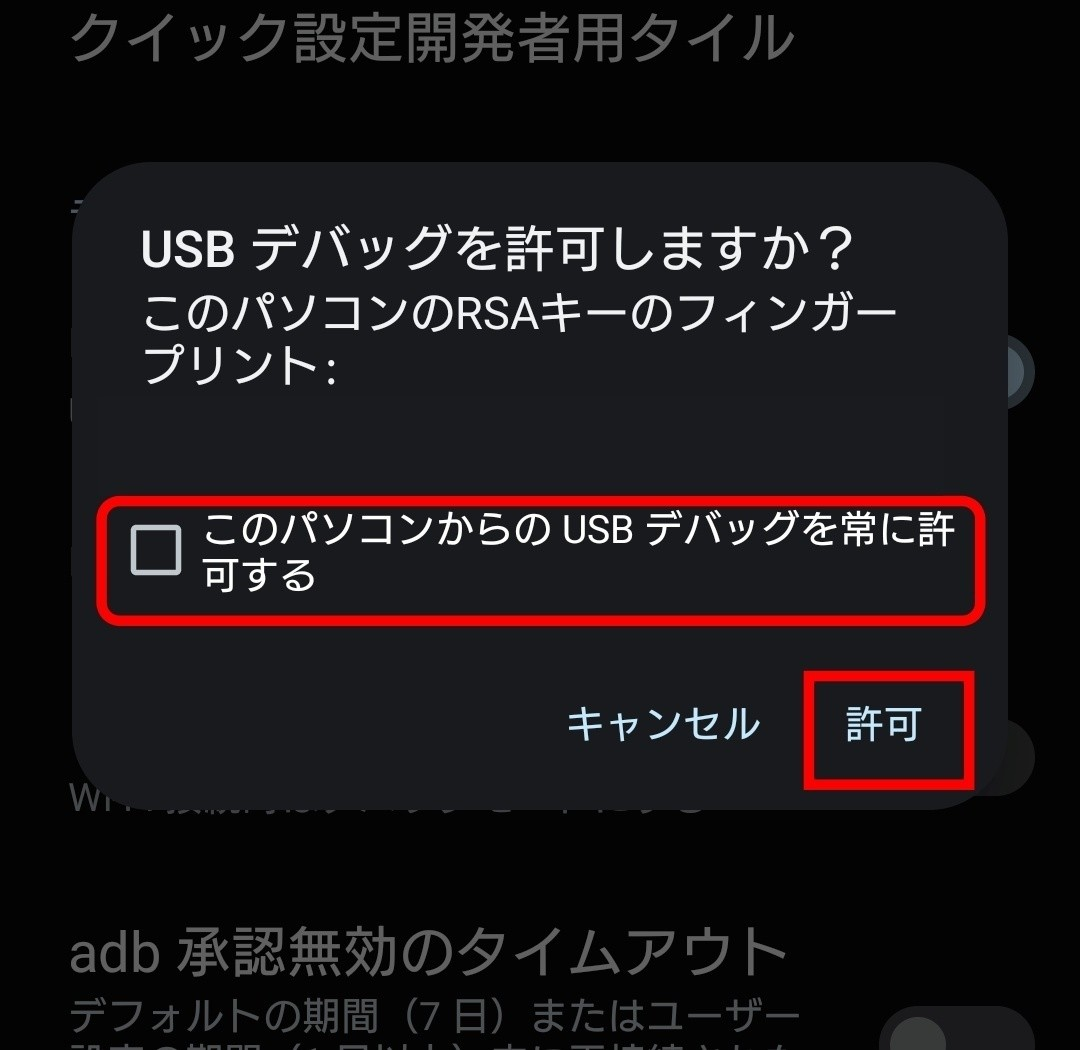 クイック設定開発者用タイル
USB デバッグを許可しますか？
このパソコンのRSAキーのフィンガー
プリント:
このパソコンからの USB デバッグを常に許
可する
キャンセル
許可
adb 承認無効のタイムアウト
デフォルトの期間（7 日）またはユーザー